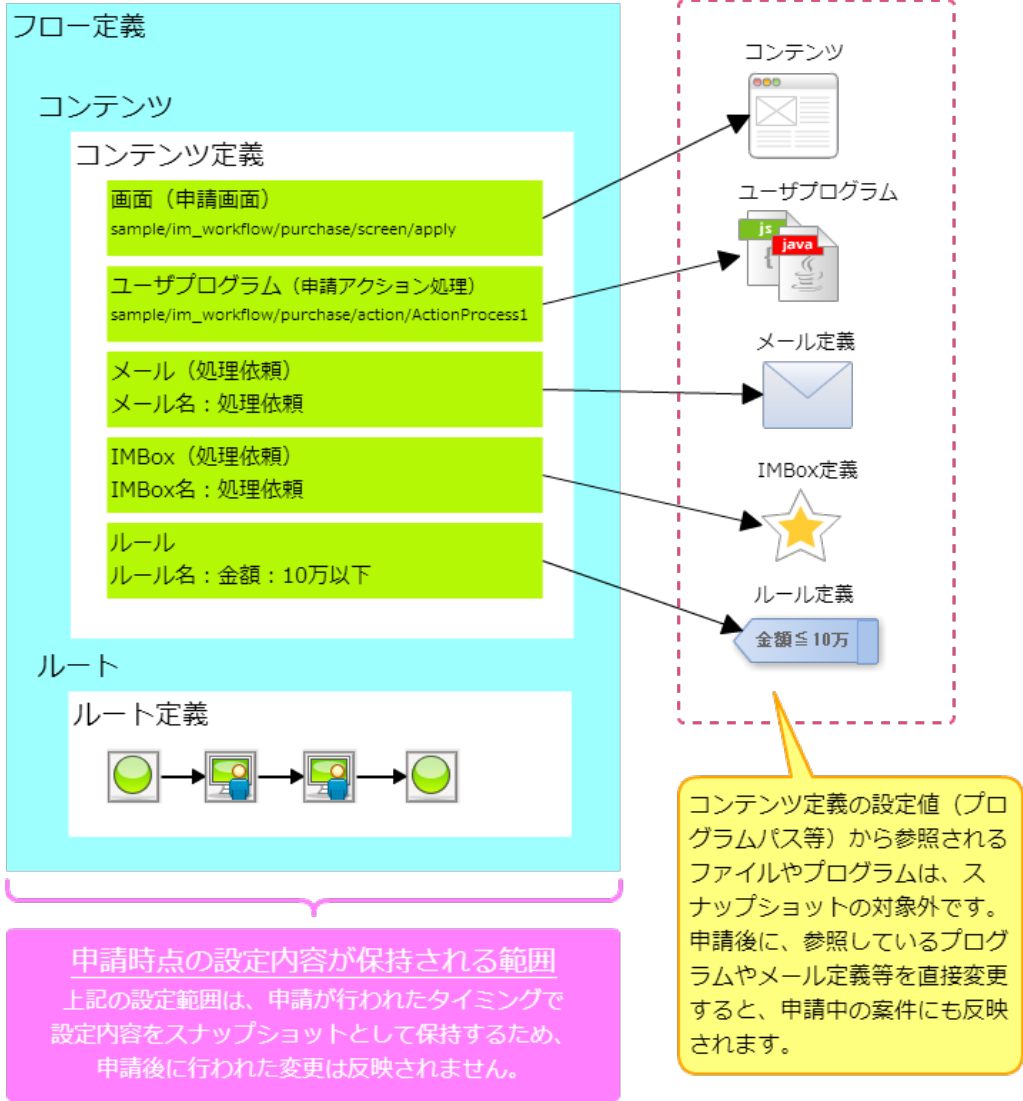 フロー定義
コンテンツ
コンテンツ定義
画面（申請画面）
sample/im_workflow/purchase/screen/apply
ユーザプログラム（申請アクション処理）
sample/im_workflow/purchase/action/ActionProcess1
メール（処理依頼）
メール名：処理依頼
IMBox（処理依頼）
IMBox名：処理依頼
ルール
ルール名：金額：10万以下
ルート
ルート定義
申請時点の設定内容が保持される範囲
上記の設定範囲は、申請が行われたタイミングで
設定内容をスナップショットとして保持するため、
申請後に行われた変更は反映されません。
コンテンツ
ユーザプログラム
js
{
java
メール定義
IMBox定義
ルール定義
金額≦10万
コンテンツ定義の設定値（プロ
グラムパス等）から参照される
ファイルやプログラムは、ス
ナップショットの対象外です。
申請後に、参照しているプログ
ラムやメール定義等を直接変更
すると、申請中の案件にも反映
されます。